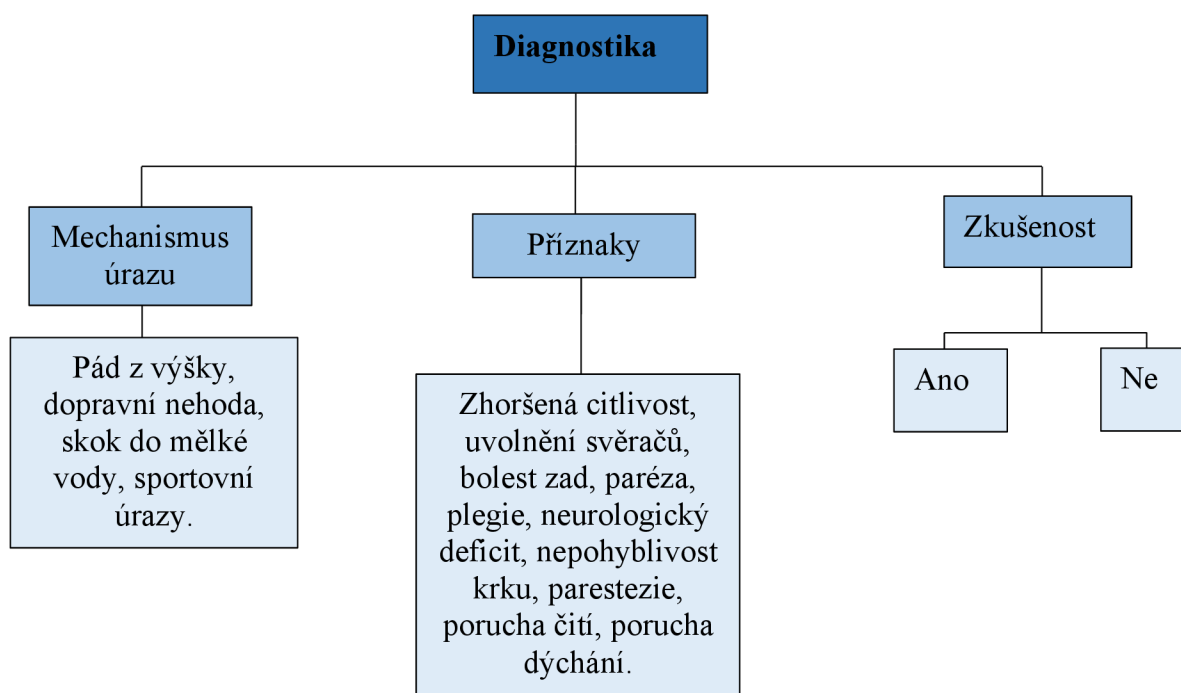 Diagnostika
Mechanismus
úrazu
Pád z výšky,
dopravní nehoda,
skok do mělké
vody, sportovní
úrazy.
Příznaky
Zhoršená citlivost,
uvolnění svěračů,
bolest zad, paréza,
plegie, neurologický
deficit, nepohyblivost
krku, parestezie,
porucha čití, porucha
dýchání.
Zkušenost
Ano
Ne